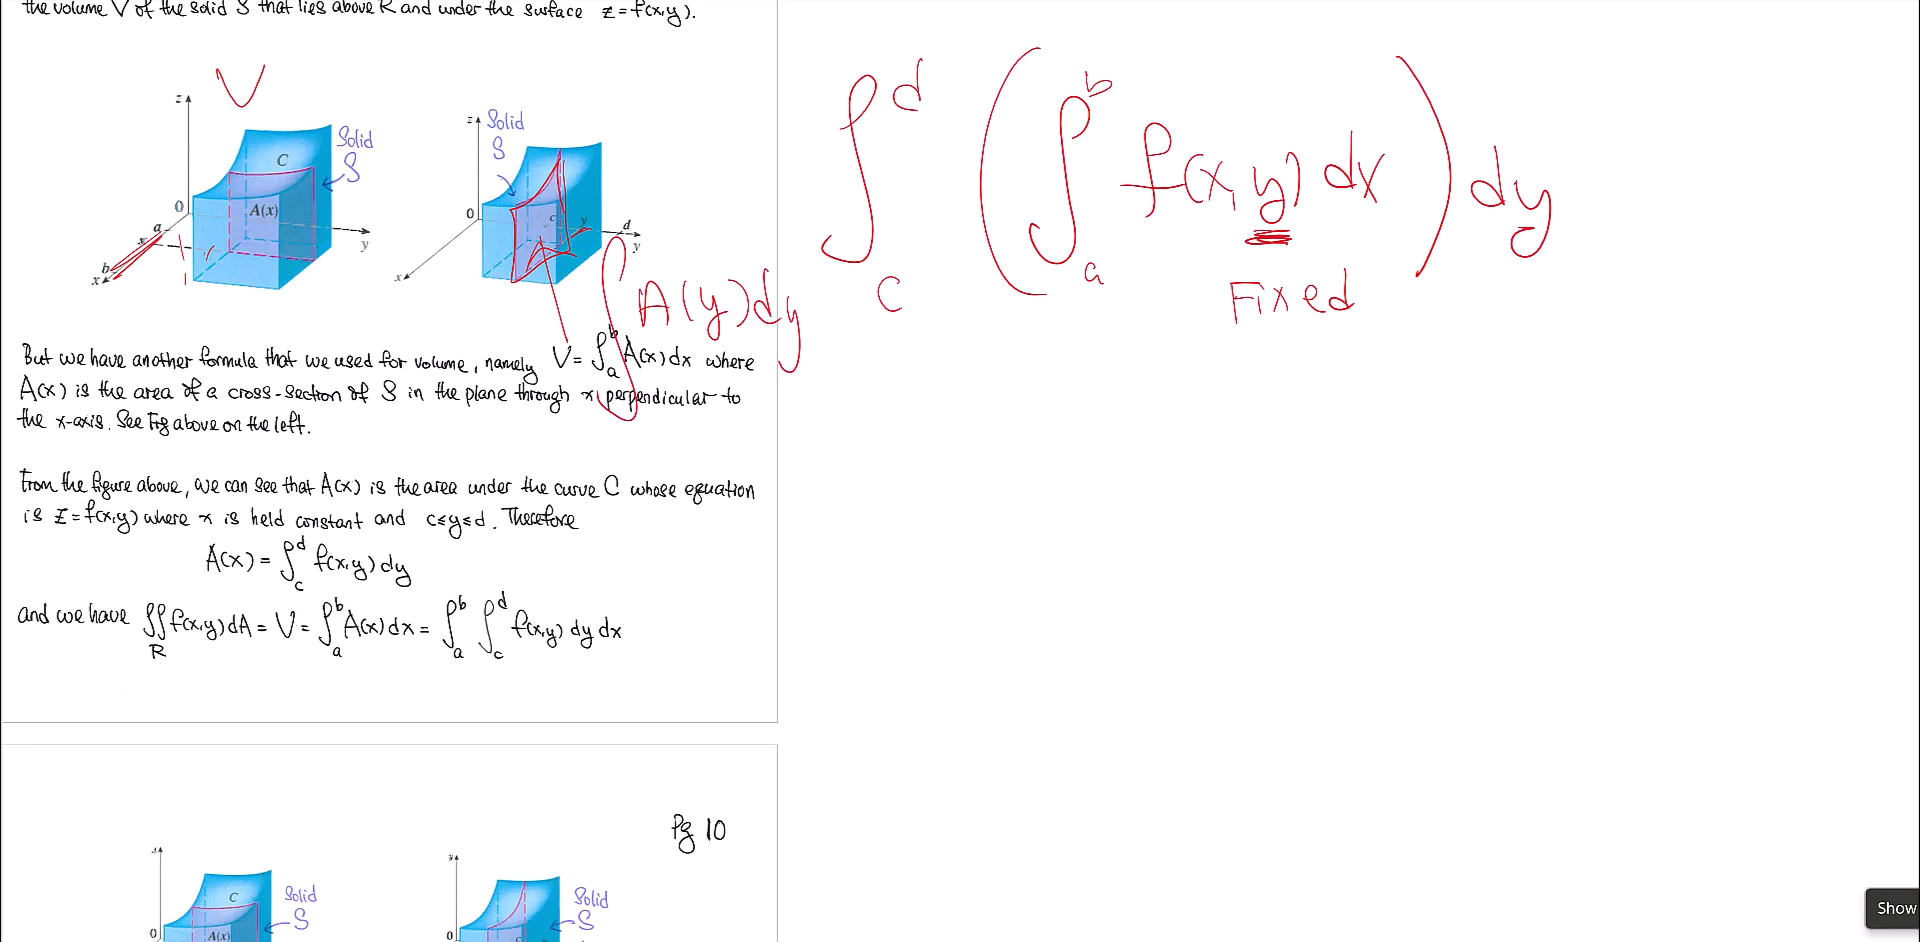 the volume V of the solid S that lies above R and under the surface z = f(x,y).
V
z
Solid
S
C
A(x)
0
a
x
b
x
y
z
Solid
S
0
c
y
d
y
x
∫_c^d ( ∫_a^b f(x,y) dx ) dy
Fixed
∫ A(y)dy
But we have another formula that we used for volume, namely V = ∫_a^b A(x) dx where
A(x) is the area of a cross-section of S in the plane through x perpendicular to
the x-axis. See Fig above on the left.
From the figure above, we can see that A(x) is the area under the curve C whose equation
is z = f(x,y) where x is held constant and c≤y≤d. Therefore
A(x) = ∫_c^d f(x,y) dy
and we have ∬_R f(x,y) dA = V = ∫_a^b A(x) dx = ∫_a^b ∫_c^d f(x,y) dy dx
Pg 10
C
Solid
S
0
A(x)
Solid
S
0
c
Show